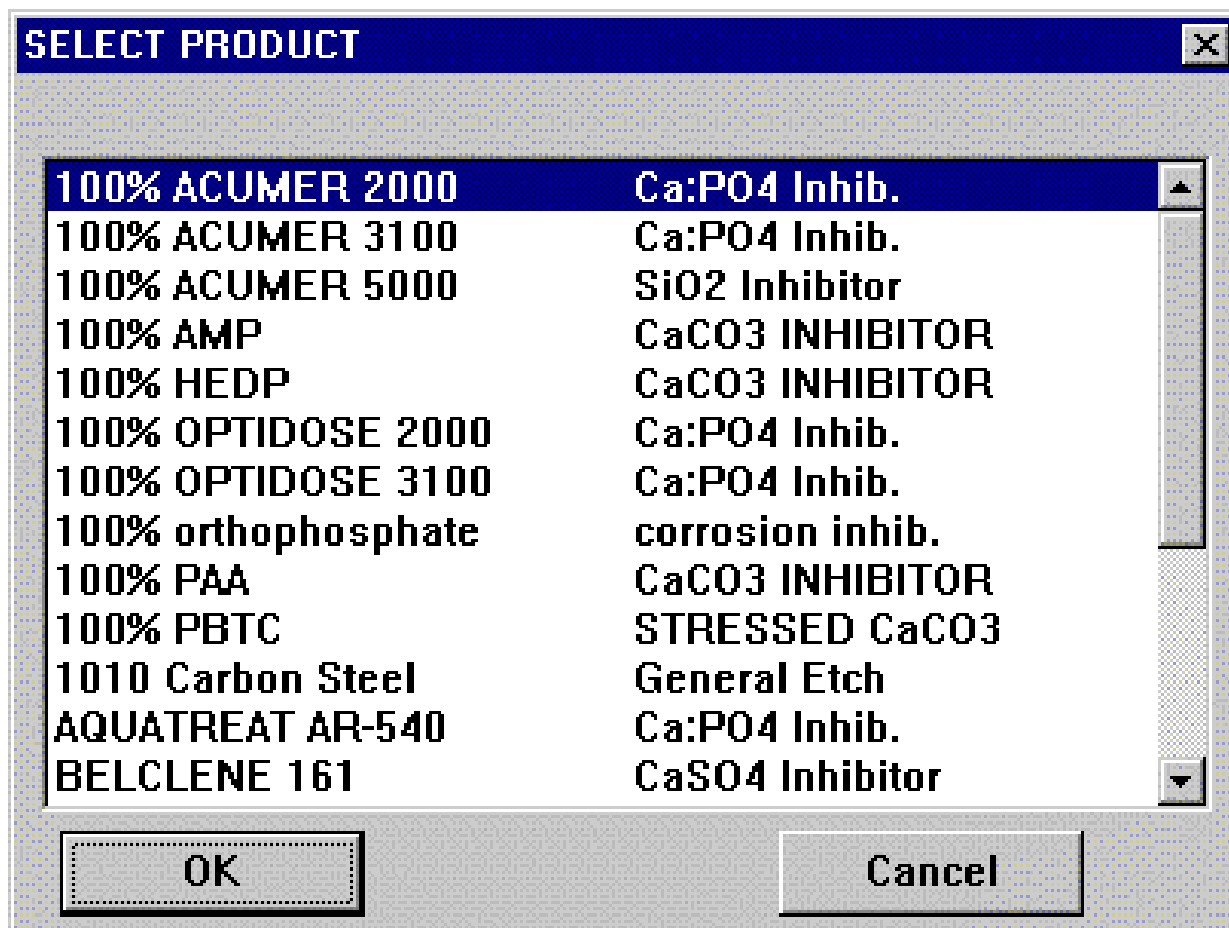 SELECT PRODUCT
100% ACUMER 2000 Ca:PO4 Inhib.
100% ACUMER 3100 Ca:PO4 Inhib.
100% ACUMER 5000 SiO2 Inhibitor
100% AMP CaCO3 INHIBITOR
100% HEDP CaCO3 INHIBITOR
100% OPTIDOSE 2000 Ca:PO4 Inhib.
100% OPTIDOSE 3100 Ca:PO4 Inhib.
100% orthophosphate corrosion inhib.
100% PAA CaCO3 INHIBITOR
100% PBTC STRESSED CaCO3
1010 Carbon Steel General Etch
AQUATREAT AR-540 Ca:PO4 Inhib.
BELCLENE 161 CaSO4 Inhibitor
OK Cancel